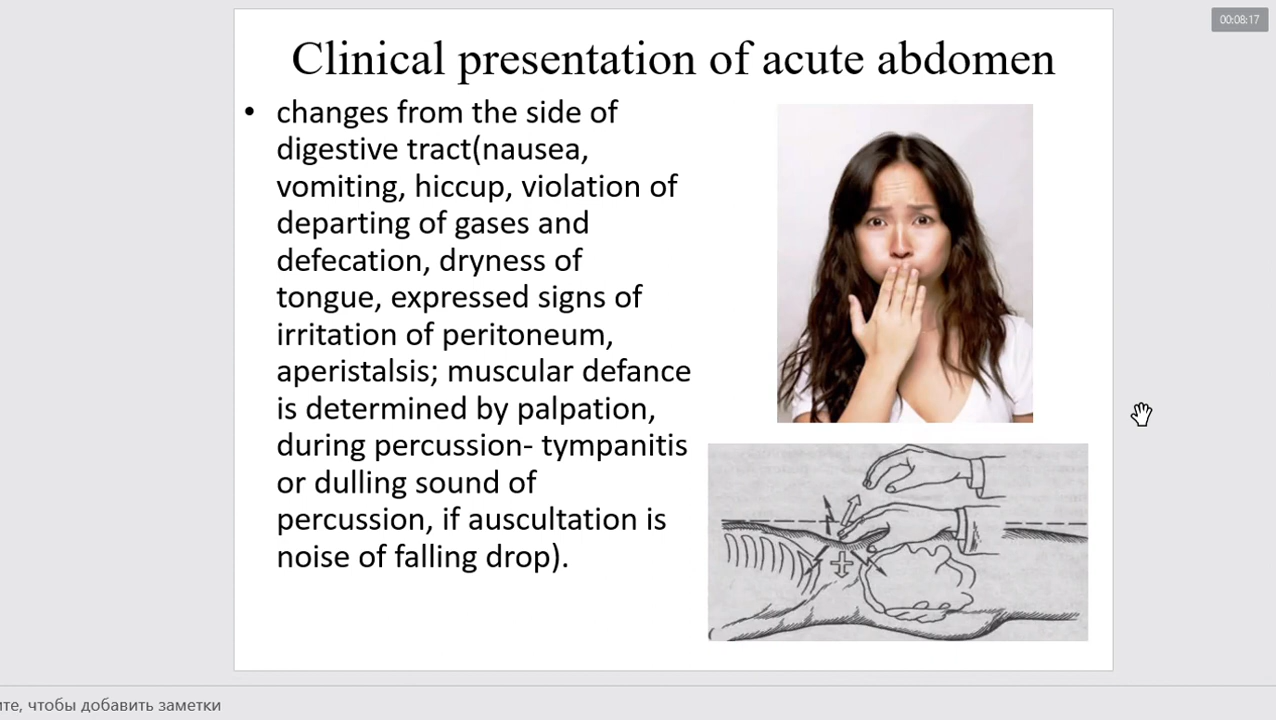 00:08:17
Clinical presentation of acute abdomen
• changes from the side of
digestive tract(nausea,
vomiting, hiccup, violation of
departing of gases and
defecation, dryness of
tongue, expressed signs of
irritation of peritoneum,
aperistalsis; muscular defance
is determined by palpation,
during percussion- tympanitis
or dulling sound of
percussion, if auscultation is
noise of falling drop).
чтобы добавить заметки